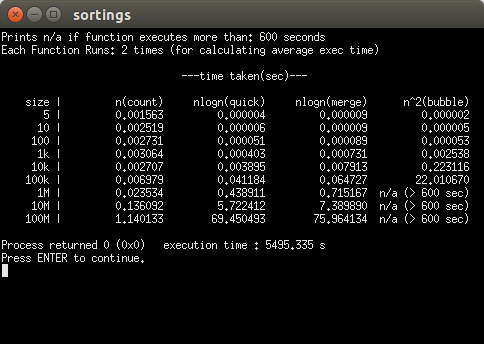 sortings
Prints n/a if function executes more than: 600 seconds
Each Function Runs: 2 times (for calculating average exec time)
---time taken(sec)---
size | n(count) nlogn(quick) nlogn(merge) n^2(bubble)
5 | 0.001563 0.000004 0.000009 0.000002
10 | 0.002519 0.000006 0.000009 0.000005
100 | 0.002731 0.000051 0.000089 0.000053
1k | 0.003064 0.000403 0.000731 0.002538
10k | 0.002707 0.003895 0.007913 0.223116
100k | 0.006979 0.041184 0.064727 22.010670
1M | 0.023534 0.438911 0.715167 n/a (> 600 sec)
10M | 0.136092 5.722412 7.389890 n/a (> 600 sec)
100M | 1.140133 69.450493 75.964134 n/a (> 600 sec)
Process returned 0 (0x0) execution time : 5495.335 s
Press ENTER to continue.